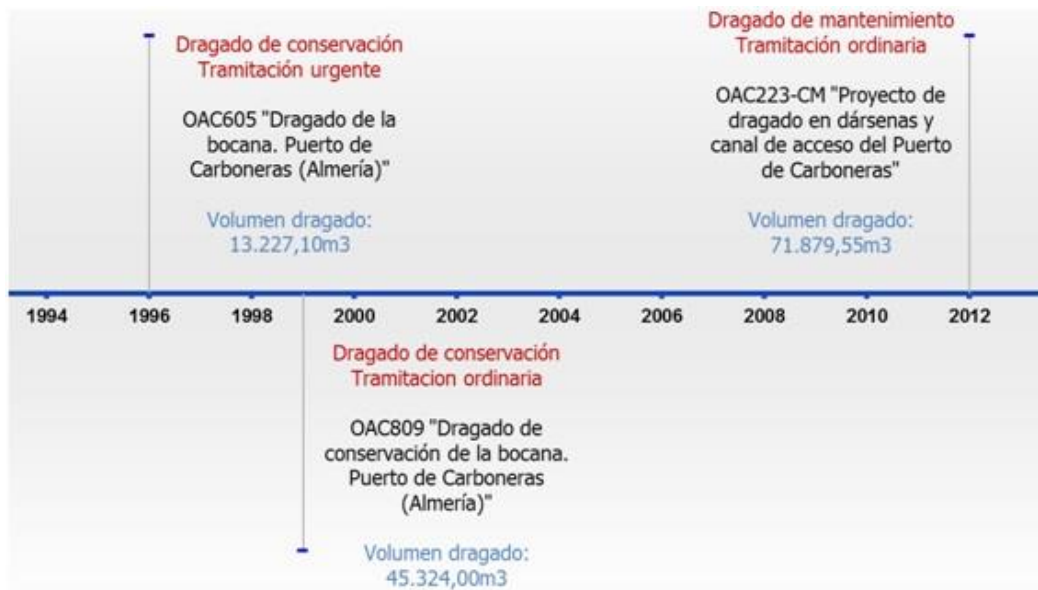 Dragado de conservación
Tramitación urgente
OAC605 "Dragado de la
bocana. Puerto de
Carboneras (Almería)"
Volumen dragado:
13.227,10m3
Dragado de mantenimiento
Tramitación ordinaria
OAC223-CM "Proyecto de
dragado en dársenas y
canal de acceso del Puerto
de Carboneras"
Volumen dragado:
71.879,55m3
1994 1996 1998 2000 2002 2004 2006 2008 2010 2012
Dragado de conservación
Tramitacion ordinaria
OAC809 "Dragado de
conservación de la bocana.
Puerto de Carboneras
(Almería)"
Volumen dragado:
45.324,00m3